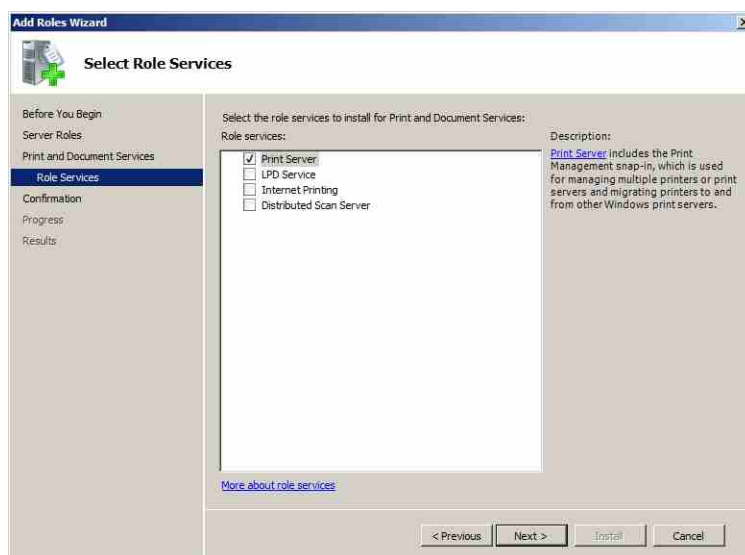 Add Roles Wizard
Select Role Services
Before You Begin
Server Roles
Print and Document Services
Role Services
Confirmation
Progress
Results
Select the role services to install for Print and Document Services:
Role services:
Print Server
LPD Service
Internet Printing
Distributed Scan Server
More about role services
Description:
Print Server includes the Print
Management snap-in, which is used
for managing multiple printers or print
servers and migrating printers to and
from other Windows print servers.
< Previous
Next >
Install
Cancel